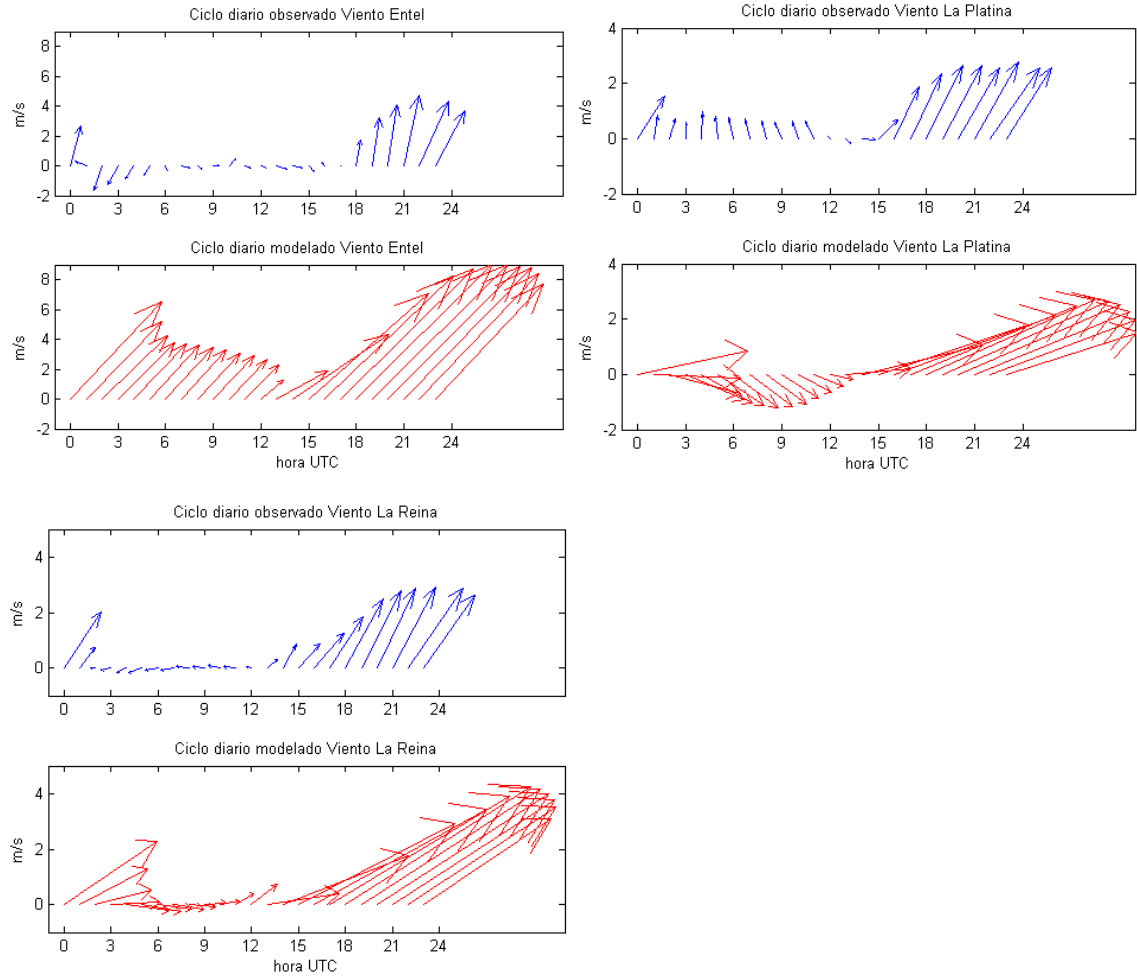 Ciclo diario observado Viento Entel
8
6
4
2
0
-2
m/s
0 3 6 9 12 15 18 21 24
Ciclo diario modelado Viento Entel
8
6
4
2
0
-2
m/s
0 3 6 9 12 15 18 21 24
hora UTC
Ciclo diario observado Viento La Platina
4
2
0
-2
m/s
0 3 6 9 12 15 18 21 24
Ciclo diario modelado Viento La Platina
4
2
0
-2
m/s
0 3 6 9 12 15 18 21 24
hora UTC
Ciclo diario observado Viento La Reina
4
2
0
m/s
0 3 6 9 12 15 18 21 24
Ciclo diario modelado Viento La Reina
4
2
0
m/s
0 3 6 9 12 15 18 21 24
hora UTC